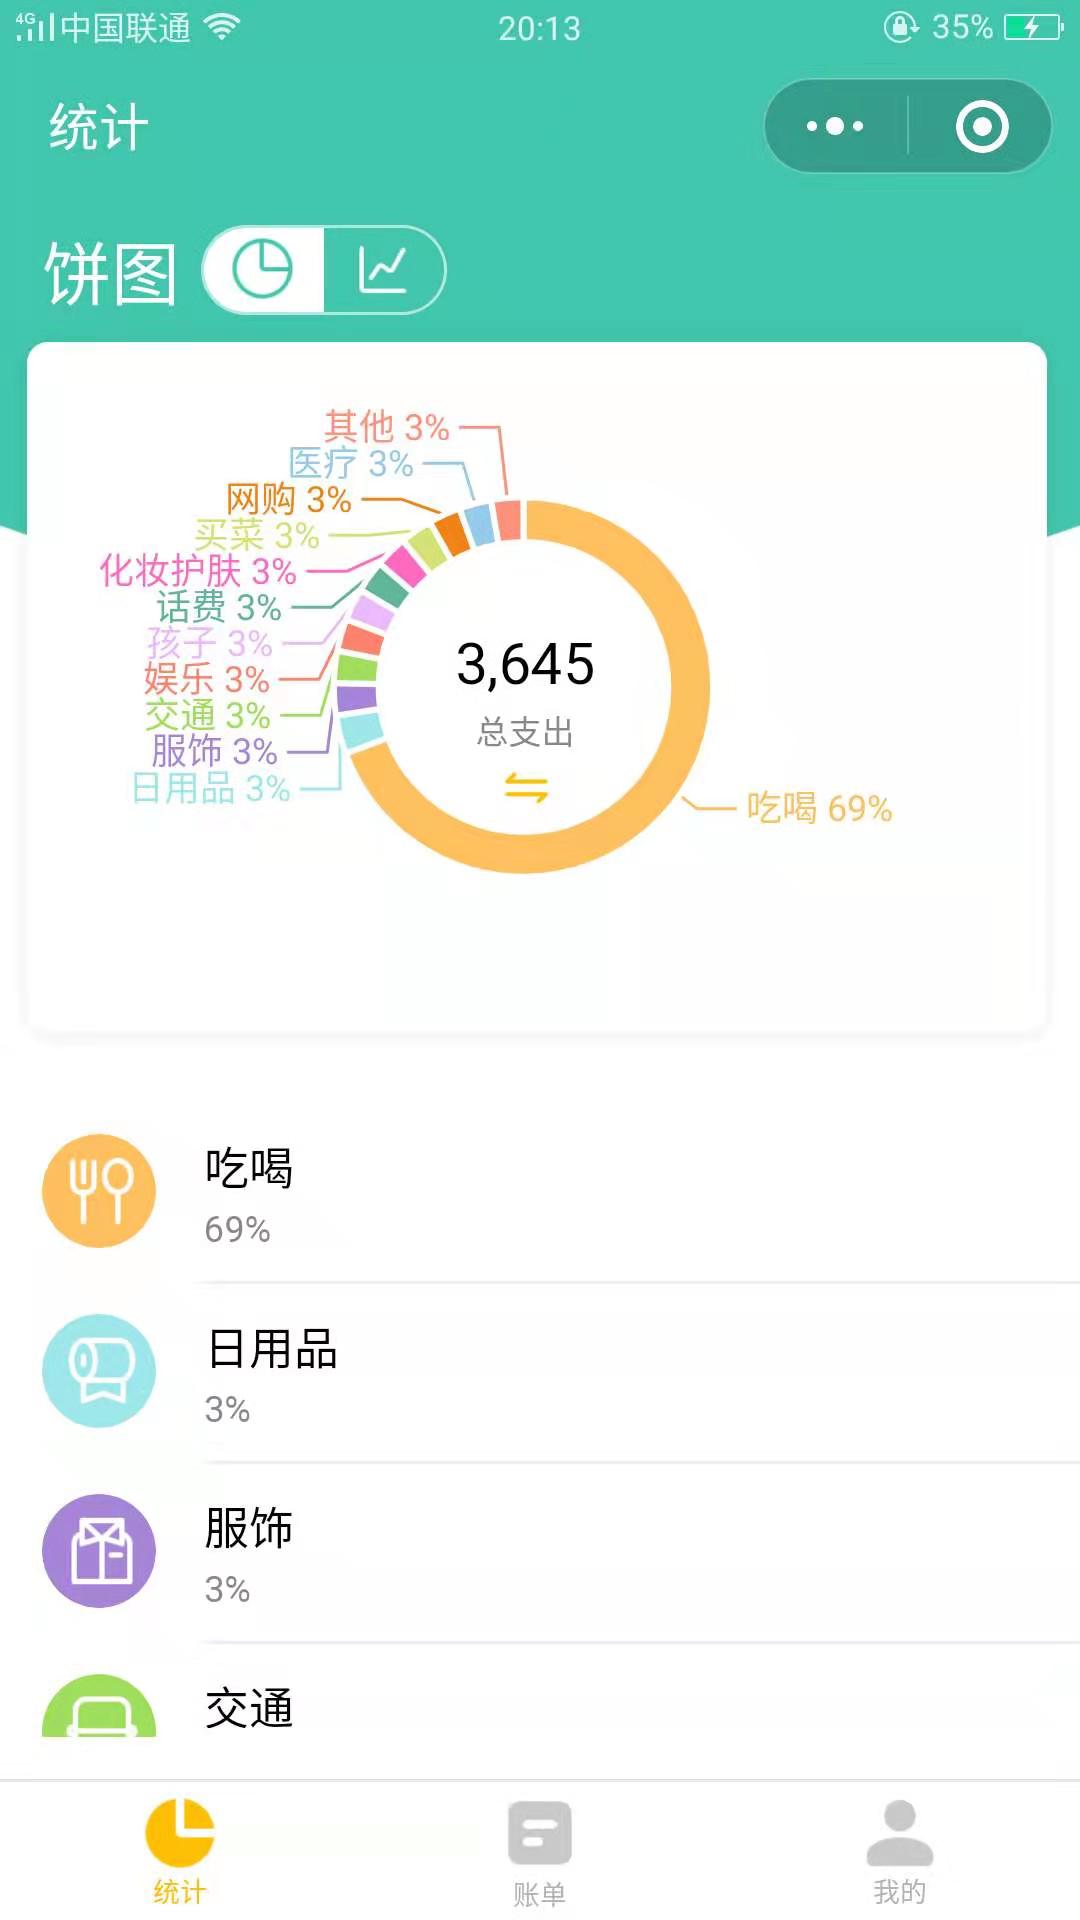 4G 中国联通 20:13 35%
统计
饼图
其他 3%
医疗 3%
网购 3%
买菜 3%
化妆护肤 3%
话费 3%
孩子 3%
娱乐 3%
交通 3%
服饰 3%
日用品 3%
3,645
总支出
吃喝 69%
吃喝
69%
日用品
3%
服饰
3%
交通
统计 账单 我的